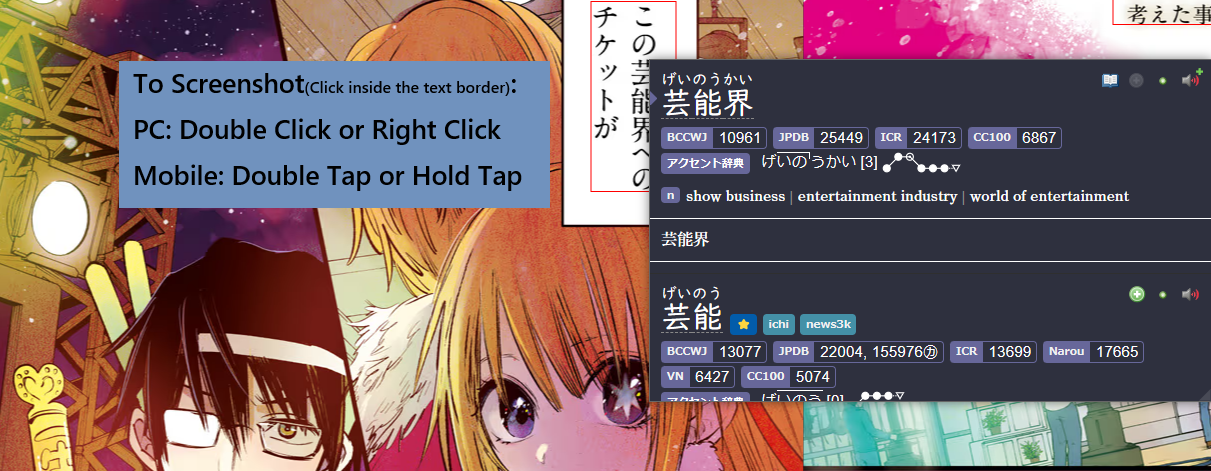 この芸能界への
チケットが
考えた事
To Screenshot(Click inside the text border):
PC: Double Click or Right Click
Mobile: Double Tap or Hold Tap
げいのうかい
芸能界
BCCWJ 10961 JPDB 25449 ICR 24173 CC100 6867
アクセント辞典 げいのうかい [3]
n show business | entertainment industry | world of entertainment
芸能界
げいのう
芸能 ichi news3k
BCCWJ 13077 JPDB 22004, 155976㋕ ICR 13699 Narou 17665
VN 6427 CC100 5074
アクセント辞典 げいのう [0]